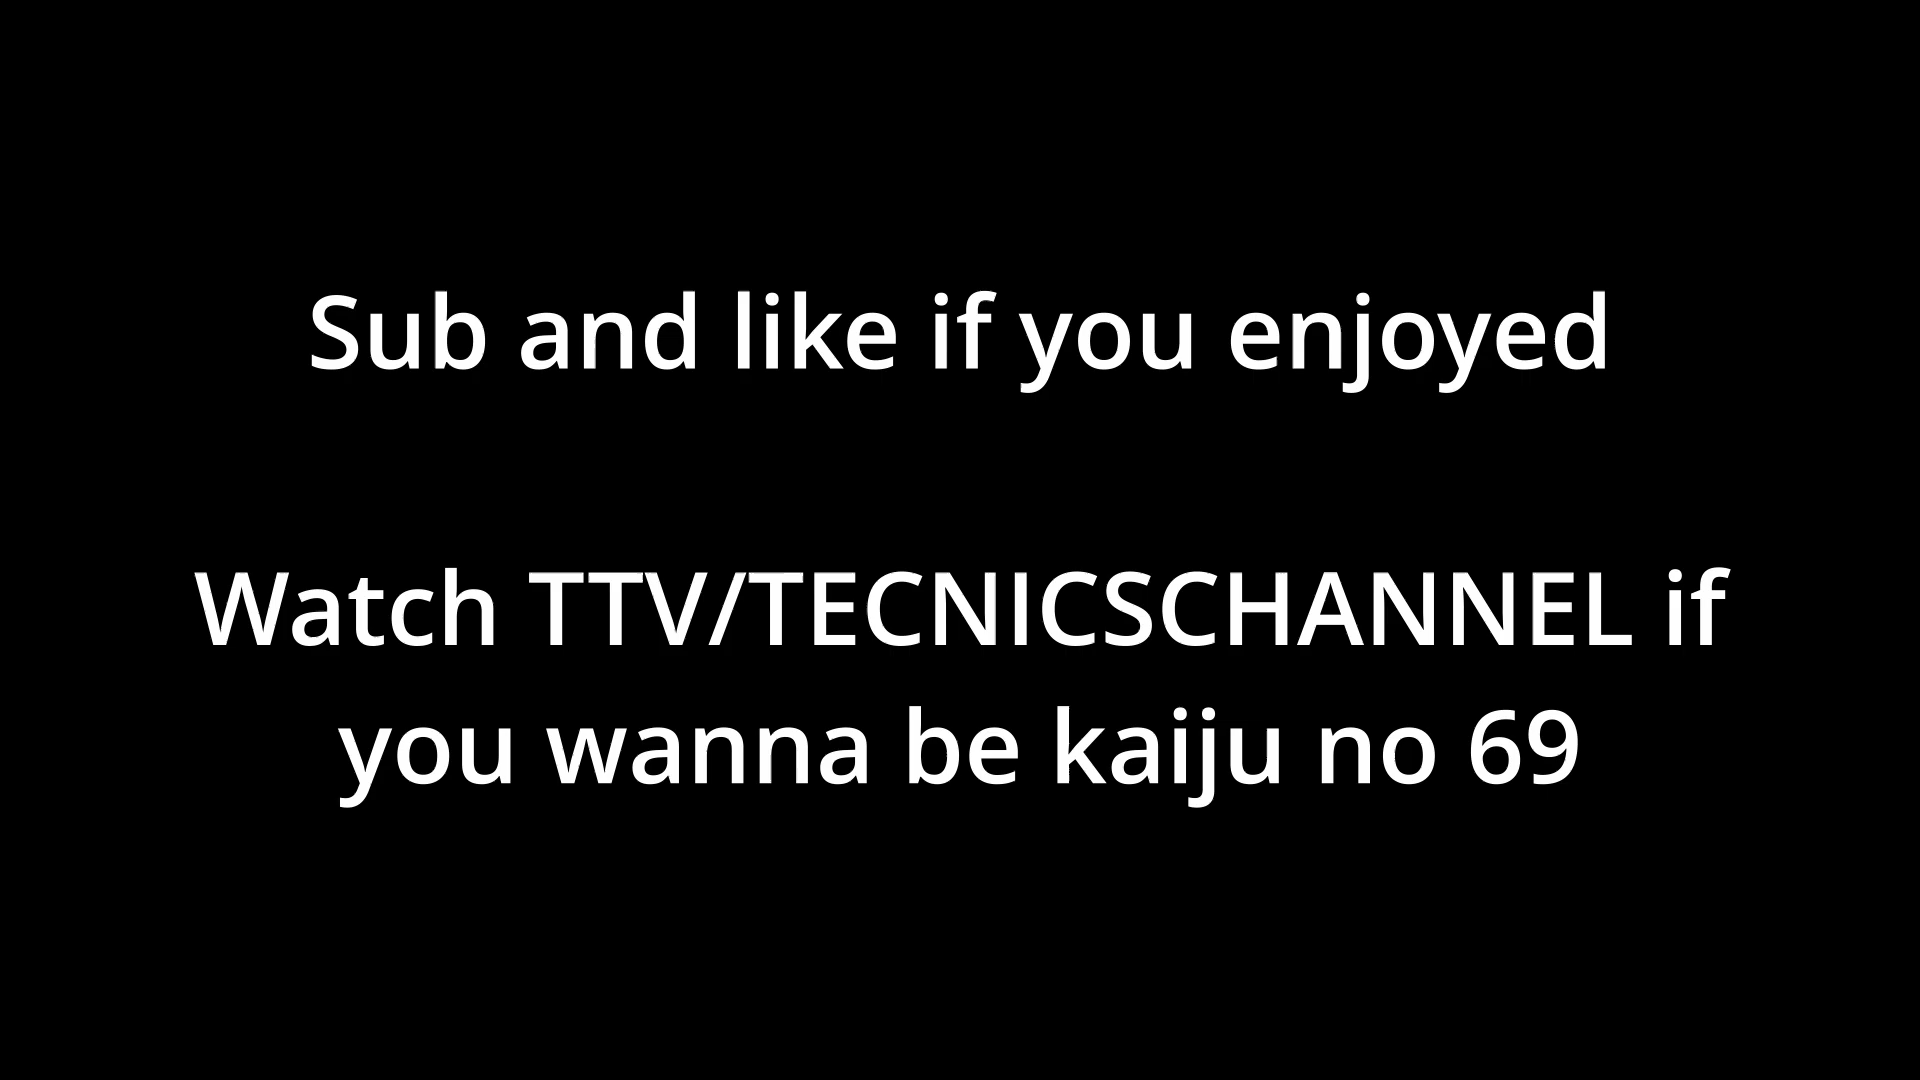 Sub and like if you enjoyed
Watch TTV/TECNICSCHANNEL if
you wanna be kaiju no 69